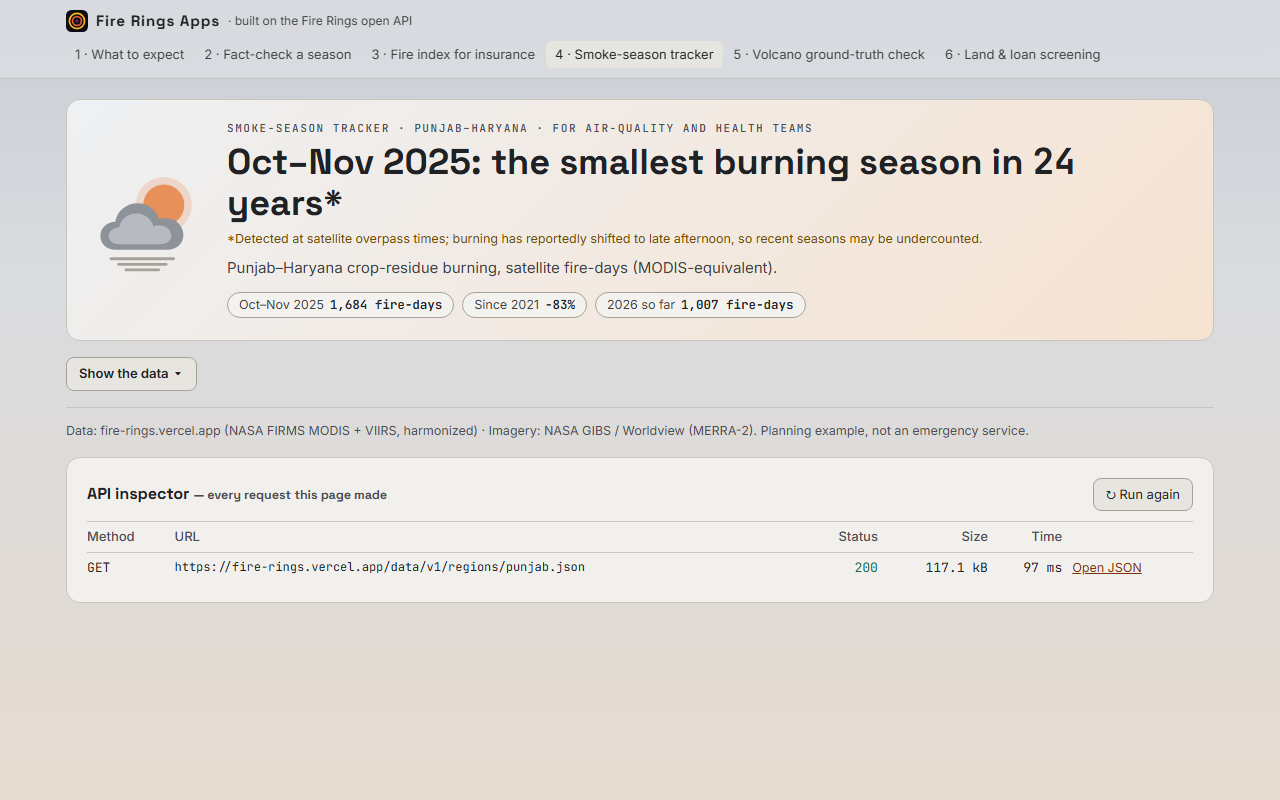 Fire Rings Apps · built on the Fire Rings open API
1 · What to expect 2 · Fact-check a season 3 · Fire index for insurance 4 · Smoke-season tracker 5 · Volcano ground-truth check 6 · Land & loan screening
SMOKE-SEASON TRACKER · PUNJAB–HARYANA · FOR AIR-QUALITY AND HEALTH TEAMS
Oct–Nov 2025: the smallest burning season in 24
years*
*Detected at satellite overpass times; burning has reportedly shifted to late afternoon, so recent seasons may be undercounted.
Punjab–Haryana crop-residue burning, satellite fire-days (MODIS-equivalent).
Oct–Nov 2025 1,684 fire-days Since 2021 -83% 2026 so far 1,007 fire-days
Show the data ▾
Data: fire-rings.vercel.app (NASA FIRMS MODIS + VIIRS, harmonized) · Imagery: NASA GIBS / Worldview (MERRA-2). Planning example, not an emergency service.
API inspector — every request this page made ↻ Run again
Method URL Status Size Time
GET https://fire-rings.vercel.app/data/v1/regions/punjab.json 200 117.1 kB 97 ms Open JSON